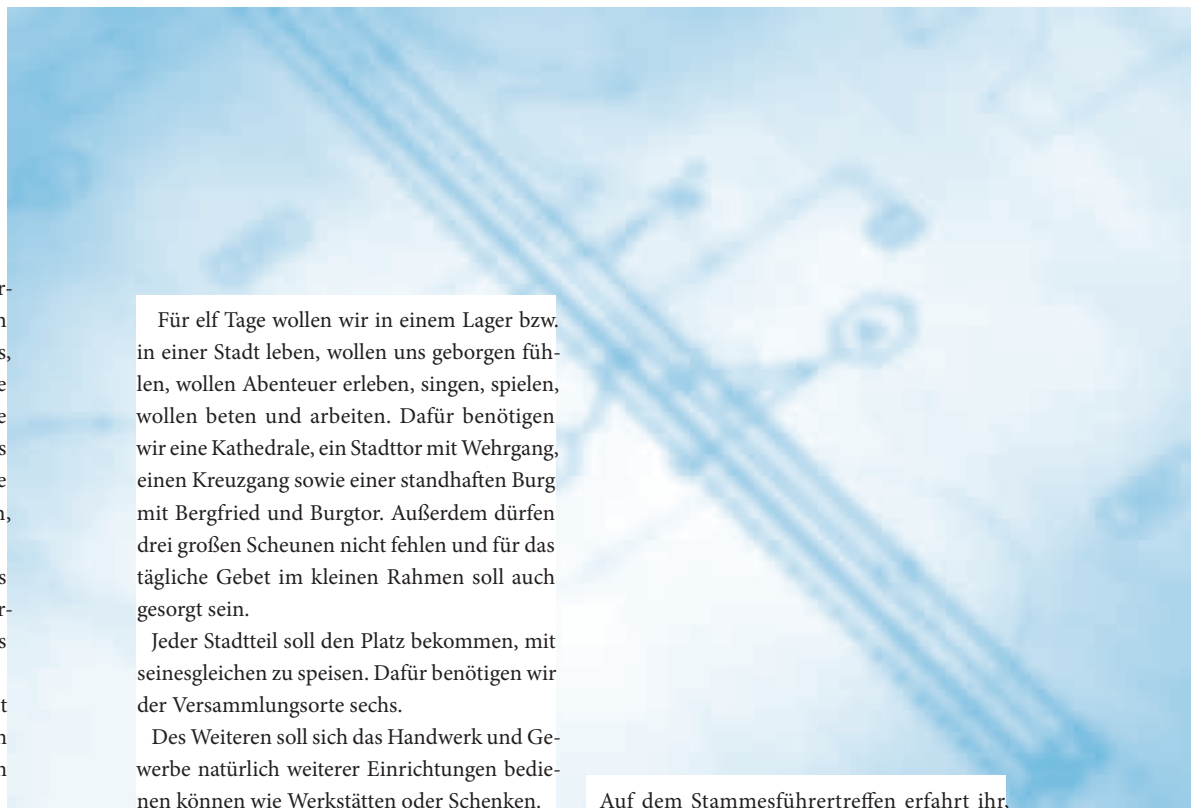 r-
n
s,
e
e
s
e
n,
s
r-
s
t
n
n
Für elf Tage wollen wir in einem Lager bzw.
in einer Stadt leben, wollen uns geborgen füh-
len, wollen Abenteuer erleben, singen, spielen,
wollen beten und arbeiten. Dafür benötigen
wir eine Kathedrale, ein Stadttor mit Wehrgang,
einen Kreuzgang sowie einer standhaften Burg
mit Bergfried und Burgtor. Außerdem dürfen
drei großen Scheunen nicht fehlen und für das
tägliche Gebet im kleinen Rahmen soll auch
gesorgt sein.
Jeder Stadtteil soll den Platz bekommen, mit
seinesgleichen zu speisen. Dafür benötigen wir
der Versammlungsorte sechs.
Des Weiteren soll sich das Handwerk und Ge-
werbe natürlich weiterer Einrichtungen bedie-
nen können wie Werkstätten oder Schenken.
Auf dem Stammesführertreffen erfahrt ihr,